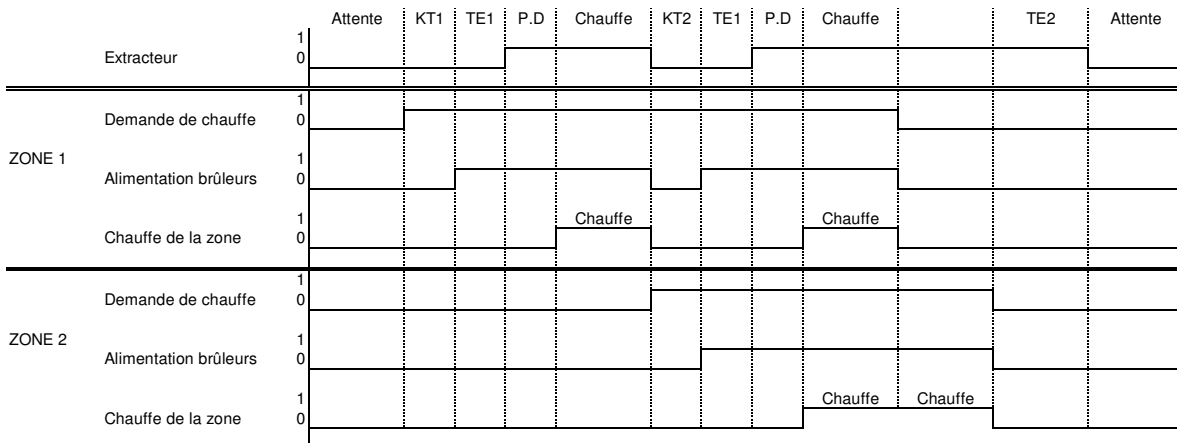 Attente KT1 TE1 P.D Chauffe KT2 TE1 P.D Chauffe TE2 Attente
1
Extracteur 0
1
Demande de chauffe 0
ZONE 1
1
Alimentation brûleurs 0
Chauffe Chauffe
1
Chauffe de la zone 0
1
Demande de chauffe 0
ZONE 2
1
Alimentation brûleurs 0
Chauffe Chauffe
1
Chauffe de la zone 0